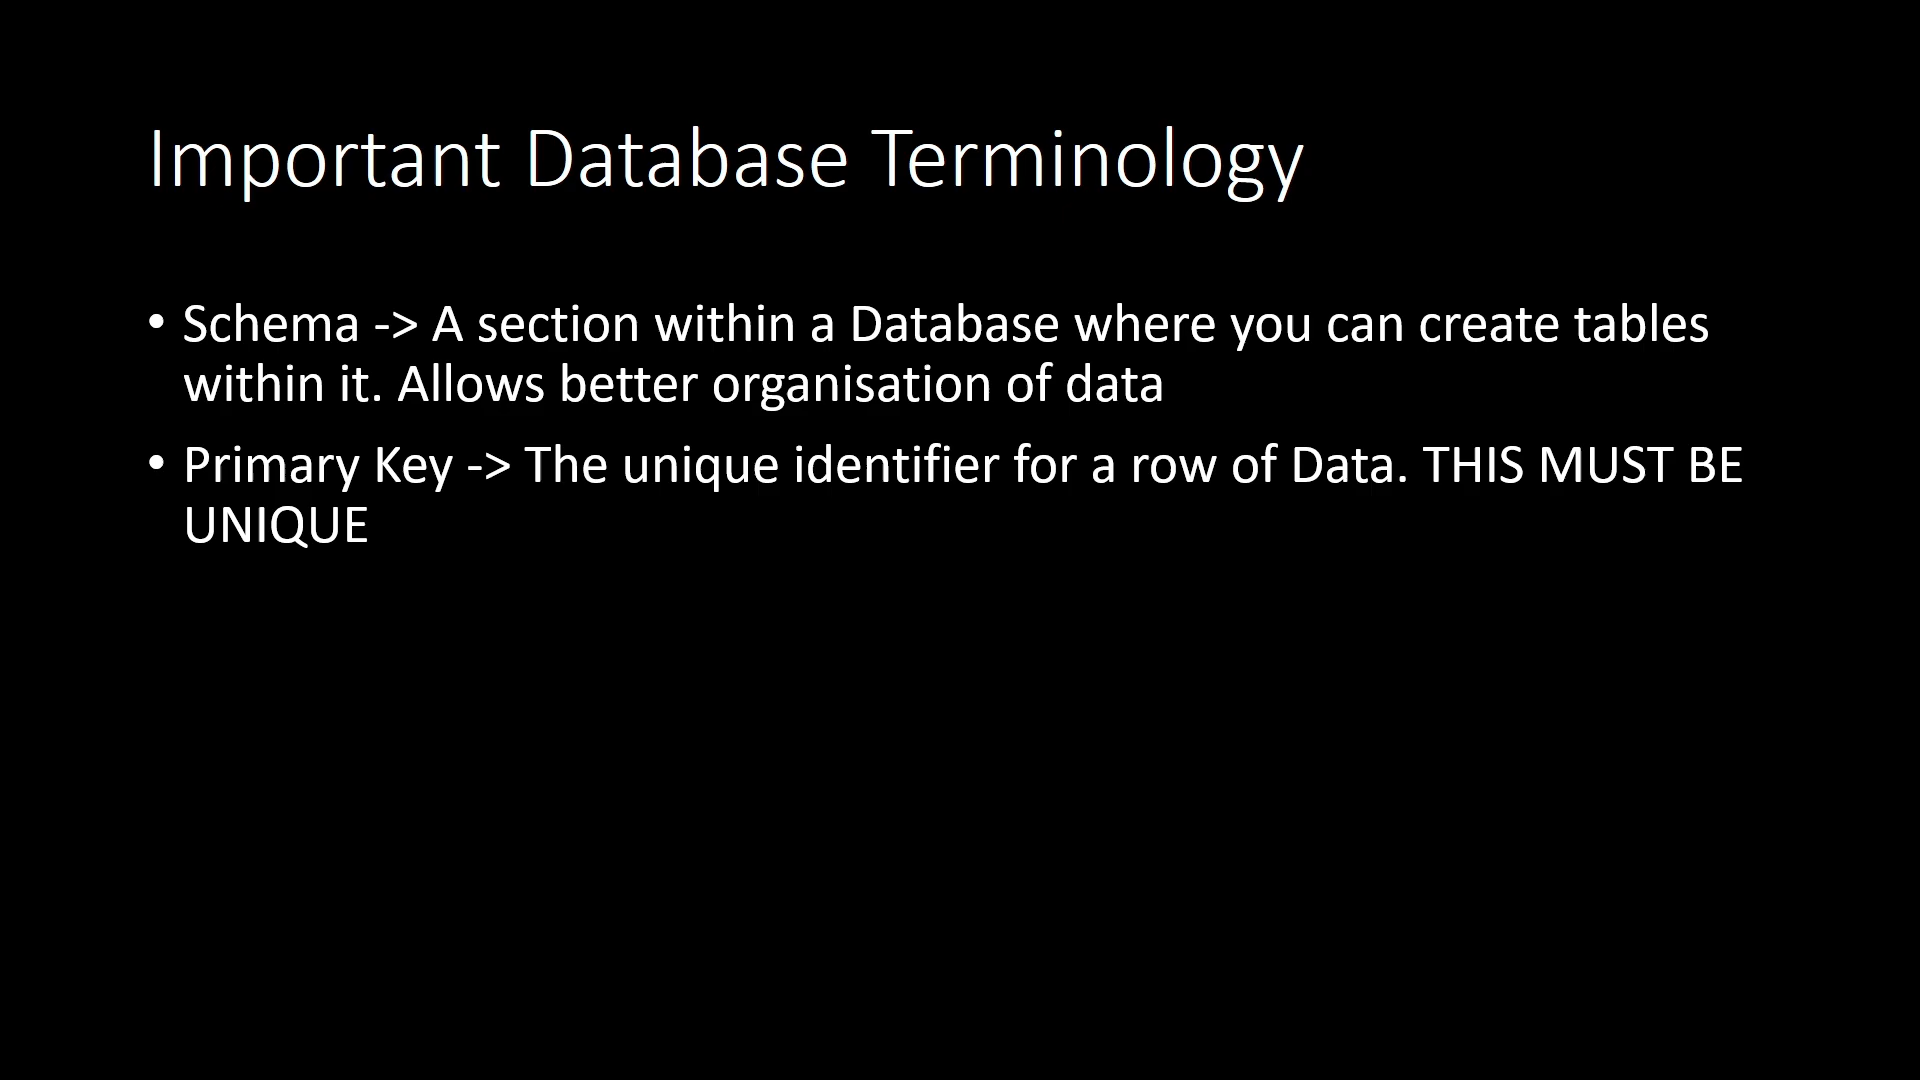 Important Database Terminology
• Schema -> A section within a Database where you can create tables
within it. Allows better organisation of data
• Primary Key -> The unique identifier for a row of Data. THIS MUST BE
UNIQUE